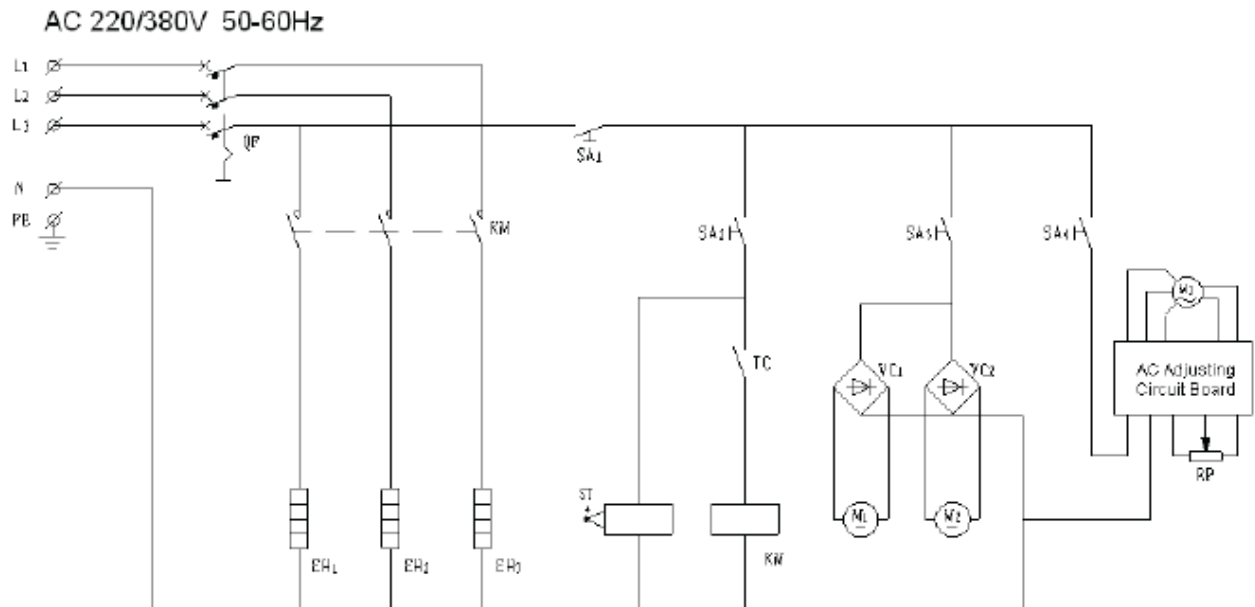 AC 220/380V 50-60Hz
L1
L2
L3
QF
SA1
N
PE
KM
SA2
SA3
SA4
M3
TC
VC1
VC2
AC Adjusting
Circuit Board
RP
ST
M1
M2
EH1
EH2
EH3
KM